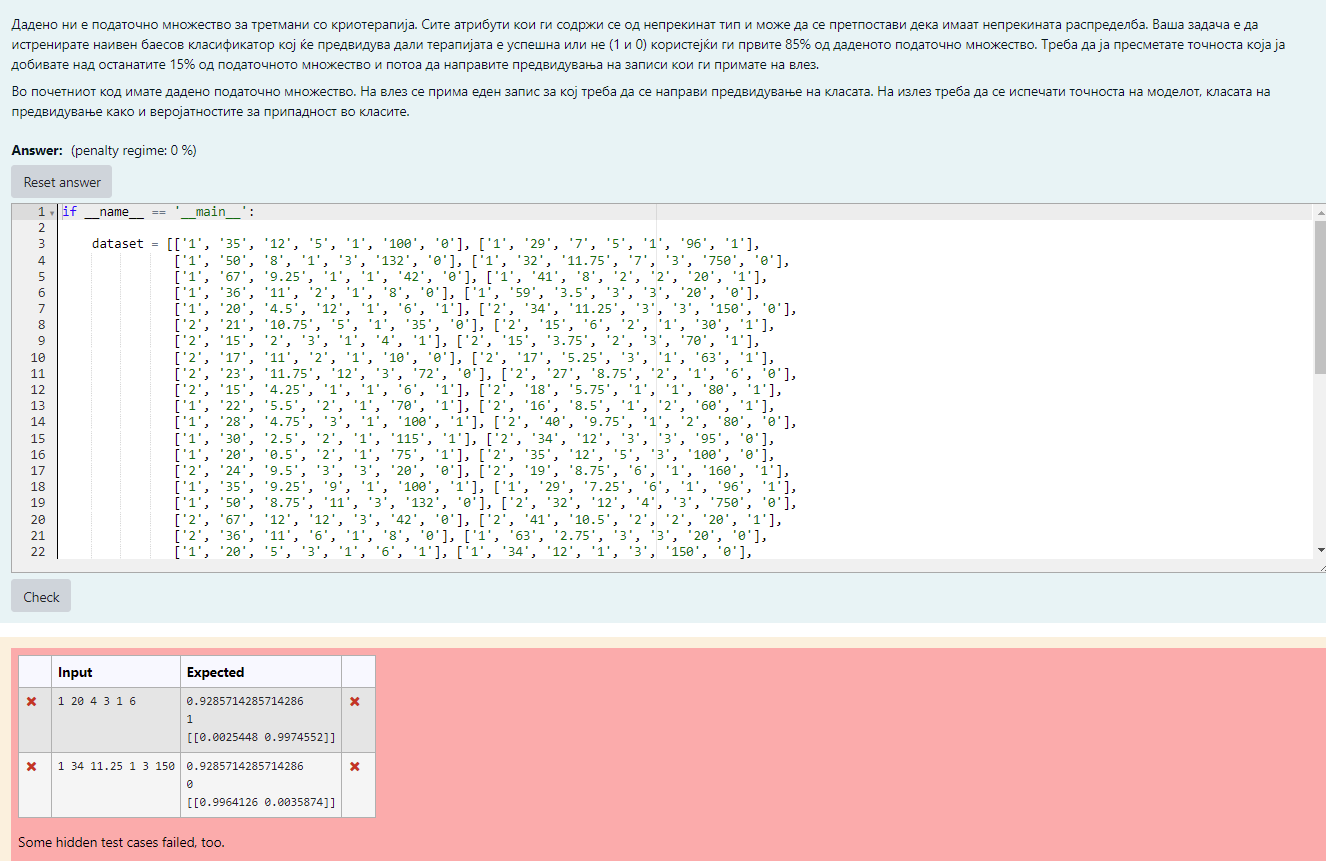 Дадено ни е податочно множество за третмани со криотерапија. Сите атрибути кои ги содржи се од непрекинат тип и може да се претпостави дека имаат непрекината распределба. Ваша задача е да
истренирате наивен баесов класификатор кој ќе предвидува дали терапијата е успешна или не (1 и 0) користејќи ги првите 85% од даденото податочно множество. Треба да ја пресметате точноста која ја
добивате над останатите 15% од податочното множество и потоа да направите предвидувања на записи кои ги примате на влез.
Во почетниот код имате дадено податочно множество. На влез се прима еден запис за кој треба да се направи предвидување на класата. На излез треба да се испечати точноста на моделот, класата на
предвидување како и веројатностите за припадност во класите.
Answer: (penalty regime: 0 %)
Reset answer
1 if __name__ == '__main__':
2
3 dataset = [['1', '35', '12', '5', '1', '100', '0'], ['1', '29', '7', '5', '1', '96', '1'],
4 ['1', '50', '8', '1', '3', '132', '0'], ['1', '32', '11.75', '7', '3', '750', '0'],
5 ['1', '67', '9.25', '1', '1', '42', '0'], ['1', '41', '8', '2', '2', '20', '1'],
6 ['1', '36', '11', '2', '1', '8', '0'], ['1', '59', '3.5', '3', '3', '20', '0'],
7 ['1', '20', '4.5', '12', '1', '6', '1'], ['2', '34', '11.25', '3', '3', '150', '0'],
8 ['2', '21', '10.75', '5', '1', '35', '0'], ['2', '15', '6', '2', '1', '30', '1'],
9 ['2', '15', '2', '3', '1', '4', '1'], ['2', '15', '3.75', '2', '3', '70', '1'],
10 ['2', '17', '11', '2', '1', '10', '0'], ['2', '17', '5.25', '3', '1', '63', '1'],
11 ['2', '23', '11.75', '12', '3', '72', '0'], ['2', '27', '8.75', '2', '1', '6', '0'],
12 ['2', '15', '4.25', '1', '1', '6', '1'], ['2', '18', '5.75', '1', '1', '80', '1'],
13 ['1', '22', '5.5', '2', '1', '70', '1'], ['2', '16', '8.5', '1', '2', '60', '1'],
14 ['1', '28', '4.75', '3', '1', '100', '1'], ['2', '40', '9.75', '1', '2', '80', '0'],
15 ['1', '30', '2.5', '2', '1', '115', '1'], ['2', '34', '12', '3', '3', '95', '0'],
16 ['1', '20', '0.5', '2', '1', '75', '1'], ['2', '35', '12', '5', '3', '100', '0'],
17 ['2', '24', '9.5', '3', '3', '20', '0'], ['2', '19', '8.75', '6', '1', '160', '1'],
18 ['1', '35', '9.25', '9', '1', '100', '1'], ['1', '29', '7.25', '6', '1', '96', '1'],
19 ['1', '50', '8.75', '11', '3', '132', '0'], ['2', '32', '12', '4', '3', '750', '0'],
20 ['2', '67', '12', '12', '3', '42', '0'], ['2', '41', '10.5', '2', '2', '20', '1'],
21 ['2', '36', '11', '6', '1', '8', '0'], ['1', '63', '2.75', '3', '3', '20', '0'],
22 ['1', '20', '5', '3', '1', '6', '1'], ['1', '34', '12', '1', '3', '150', '0'],
Check
Input Expected
1 20 4 3 1 6 0.9285714285714286
1
[[0.0025448 0.9974552]]
1 34 11.25 1 3 150 0.9285714285714286
0
[[0.9964126 0.0035874]]
Some hidden test cases failed, too.